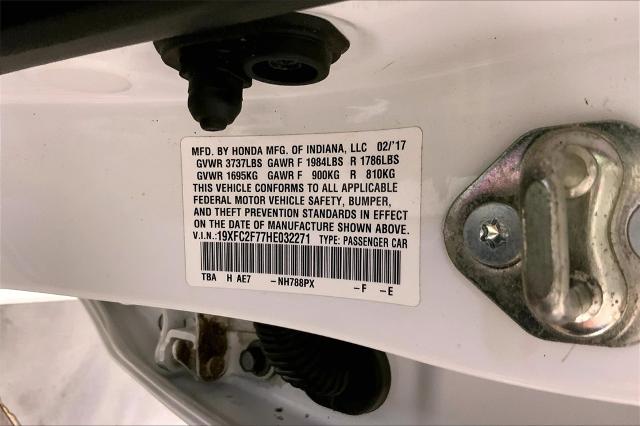 MFD. BY HONDA MFG. OF INDIANA, LLC 02/'17
GVWR 3737LBS GAWR F 1984LBS R 1786LBS
GVWR 1695KG GAWR F 900KG R 810KG
THIS VEHICLE CONFORMS TO ALL APPLICABLE
FEDERAL MOTOR VEHICLE SAFETY, BUMPER,
AND THEFT PREVENTION STANDARDS IN EFFECT
ON THE DATE OF MANUFACTURE SHOWN ABOVE.
V.I.N.:19XFC2F77HE032271 TYPE: PASSENGER CAR
TBA H AE7 -NH788PX -F -E